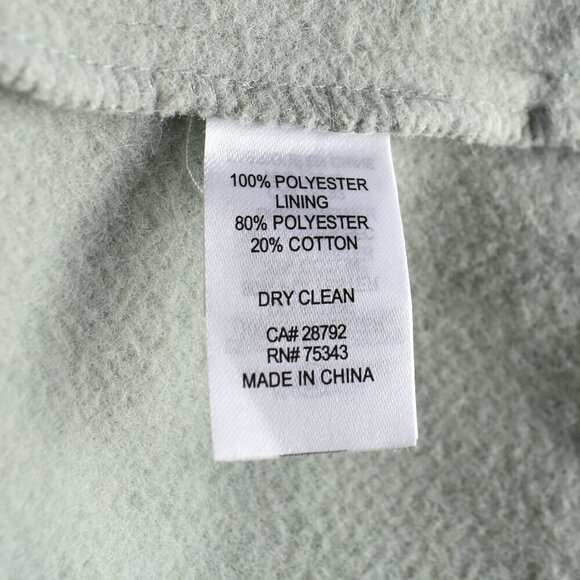 100% POLYESTER
LINING
80% POLYESTER
20% COTTON
DRY CLEAN
CA# 28792
RN# 75343
MADE IN CHINA